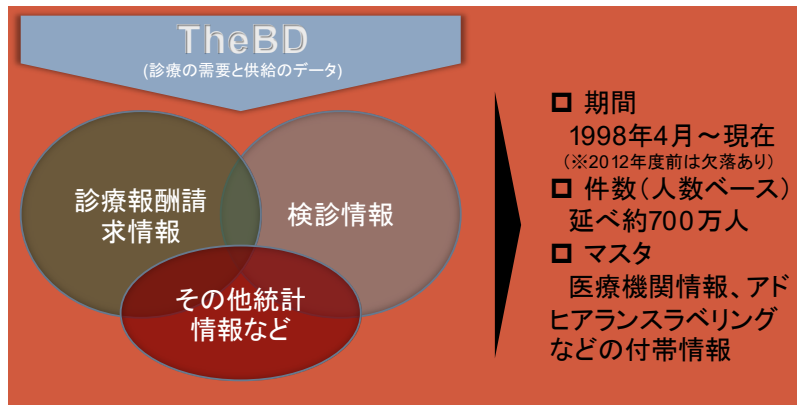 TheBD
(診療の需要と供給のデータ)
診療報酬請
求情報
検診情報
その他統計
情報など
期間
1998年4月～現在
(※2012年度前は欠落あり)
件数(人数ベース)
延べ約700万人
マスタ
医療機関情報、アド
ヒアランスラベリング
などの付帯情報